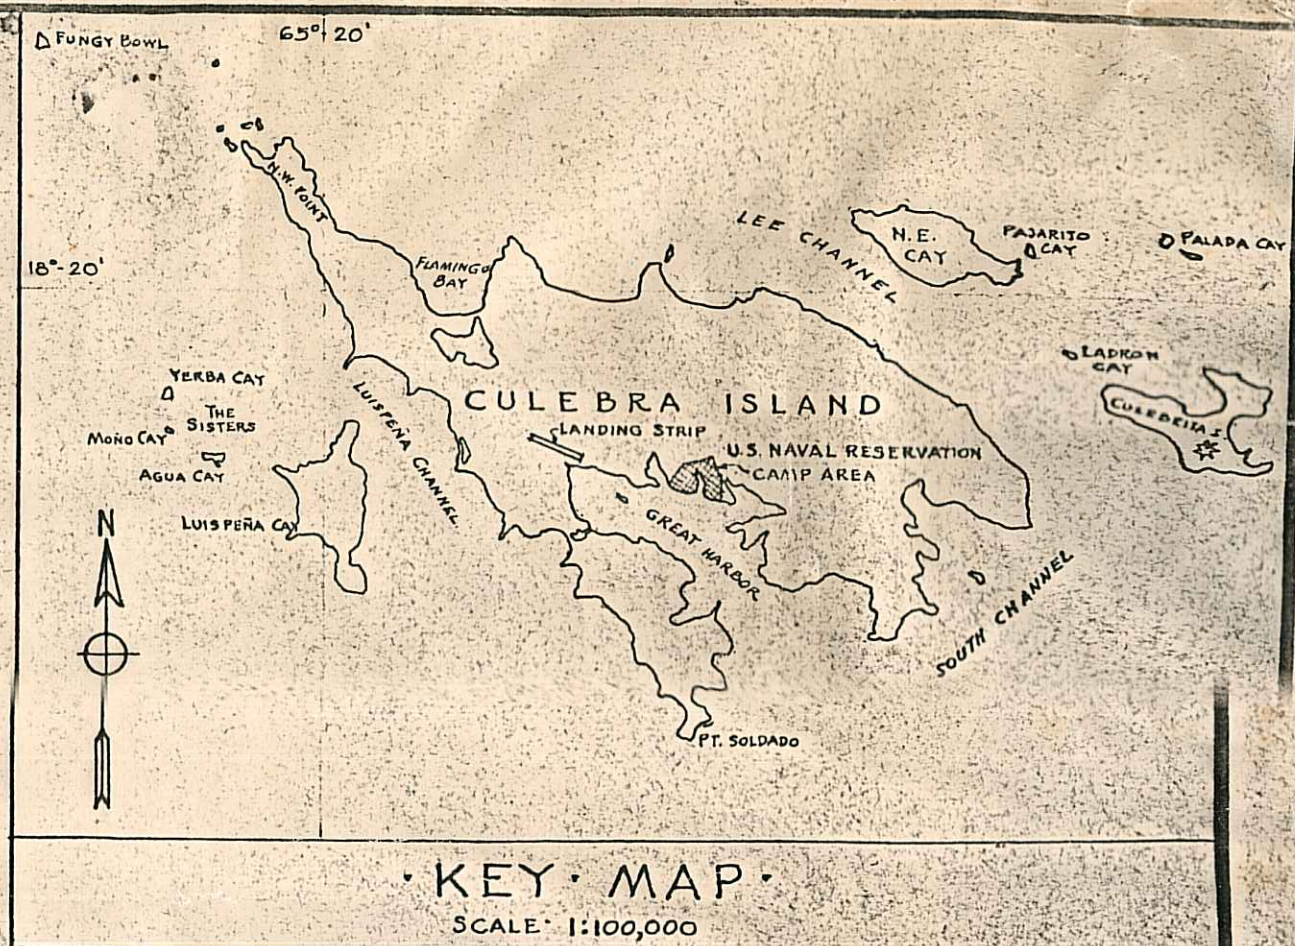 FUNGY BOWL
65° 20'
N.W. POINT
18°-20'
FLAMINGO
BAY
LEE CHANNEL
N.E.
CAY
PAJARITO
CAY
PALADA CAY
LADRON
CAY
CULEBRITA I.
YERBA CAY
THE
SISTERS
MOÑO CAY
AGUA CAY
LUISPEÑA CAY
LUISPEÑA CHANNEL
CULEBRA ISLAND
LANDING STRIP
U.S. NAVAL RESERVATION
CAMP AREA
GREAT HARBOR
SOUTH CHANNEL
N
PT. SOLDADO
·KEY·MAP·
SCALE· 1:100,000